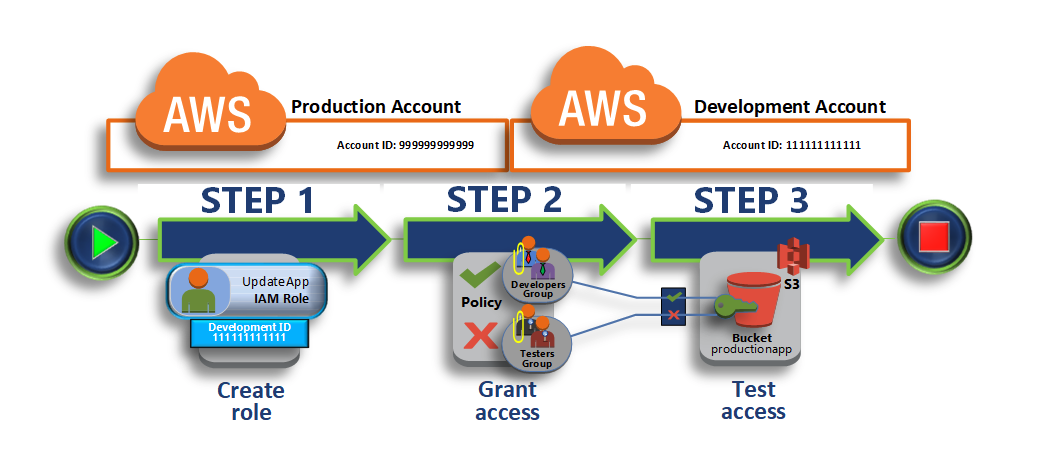 AWS
Production Account
Account ID: 999999999999
AWS
Development Account
Account ID: 111111111111
STEP 1
STEP 2
STEP 3
UpdateApp
IAM Role
Development ID
111111111111
Policy
Developers
Group
Testers
Group
S3
Bucket
productionapp
Create
role
Grant
access
Test
access